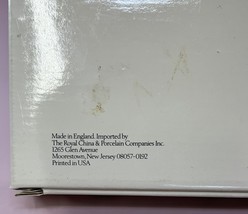 Made in England. Imported by
The Royal China & Porcelain Companies Inc.
1265 Glen Avenue
Moorestown, New Jersey 08057-0192
Printed in USA